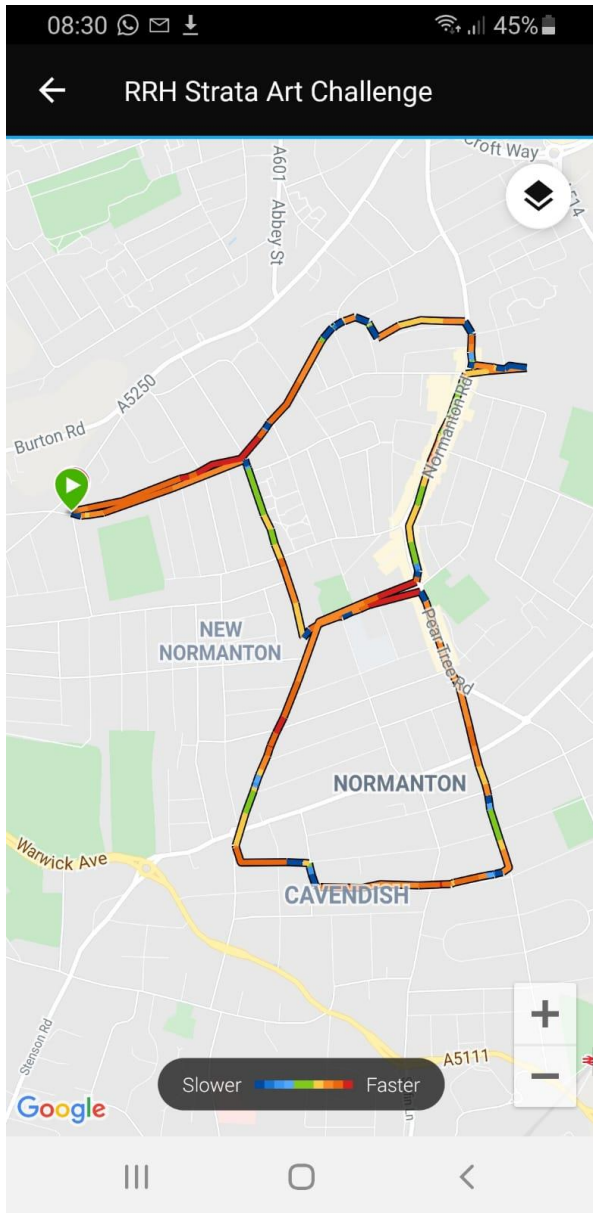 08:30 45%
RRH Strata Art Challenge
Croft Way
A601
Abbey St
A514
A5250
Burton Rd
Normanton Rd
NEW
NORMANTON
Pear Tree Rd
NORMANTON
Warwick Ave
CAVENDISH
Stenson Rd
A5111
Slower Faster
Google